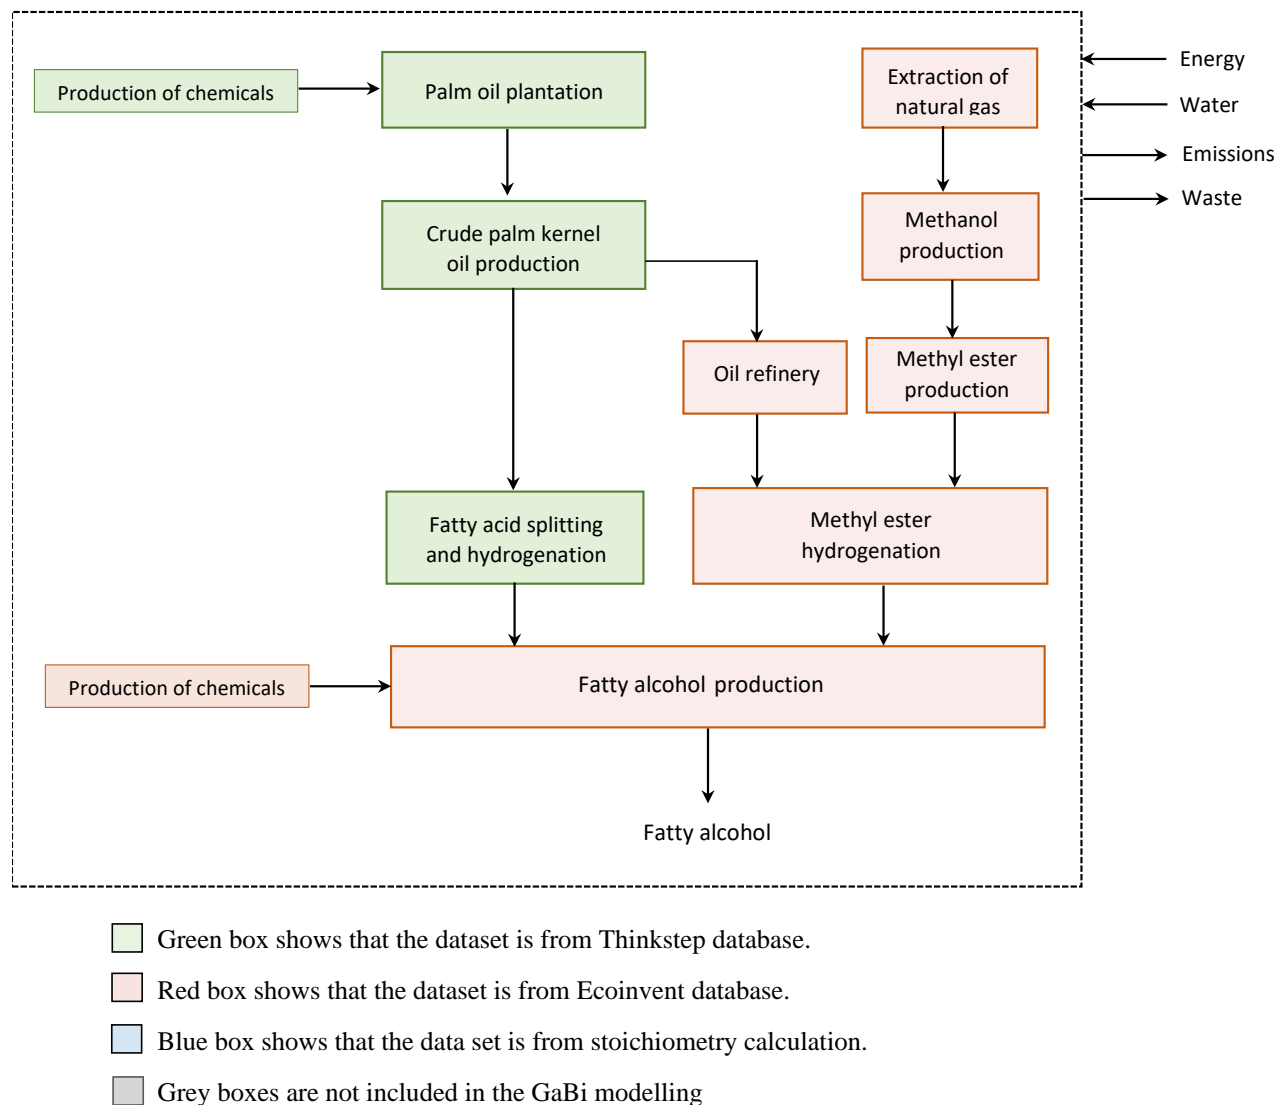 Production of chemicals
Palm oil plantation
Extraction of
natural gas
Energy
Water
Emissions
Waste
Crude palm kernel
oil production
Methanol
production
Oil refinery
Methyl ester
production
Fatty acid splitting
and hydrogenation
Methyl ester
hydrogenation
Production of chemicals
Fatty alcohol production
Fatty alcohol
Green box shows that the dataset is from Thinkstep database.
Red box shows that the dataset is from Ecoinvent database.
Blue box shows that the data set is from stoichiometry calculation.
Grey boxes are not included in the GaBi modelling